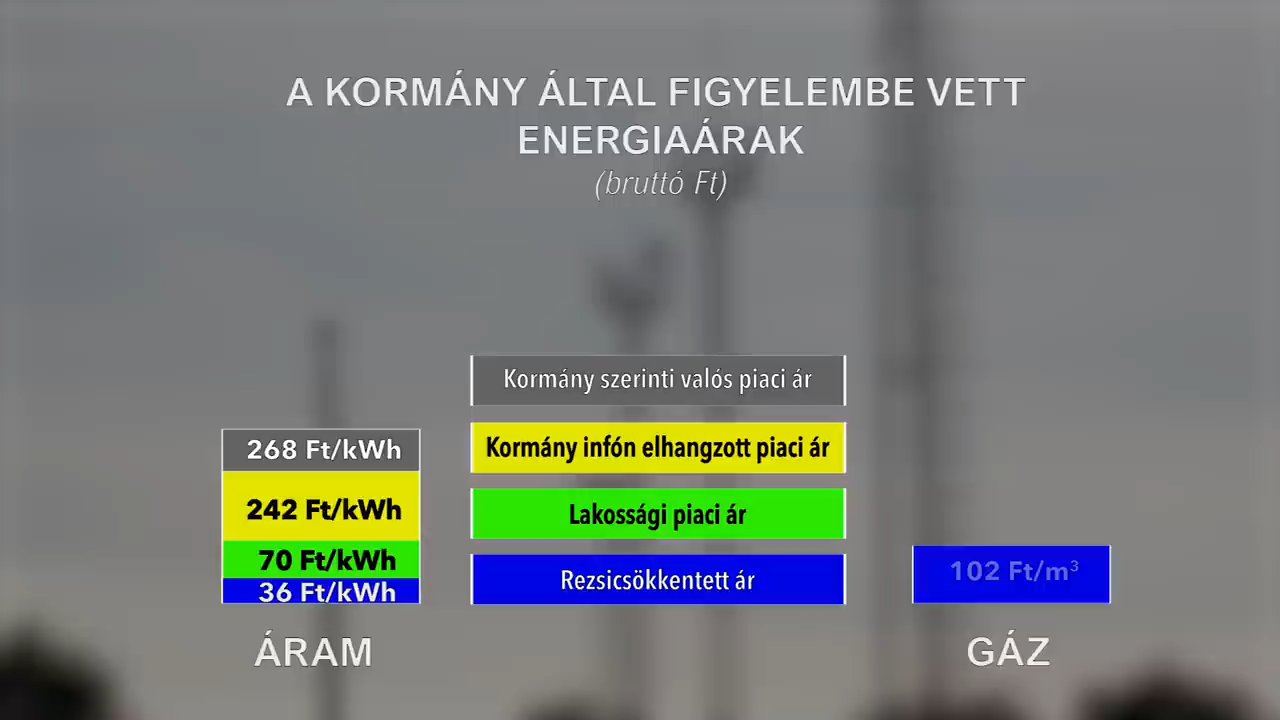 A KORMÁNY ÁLTAL FIGYELEMBE VETT
ENERGIAÁRAK
(bruttó Ft)
268 Ft/kWh
242 Ft/kWh
70 Ft/kWh
36 Ft/kWh
ÁRAM
Kormány szerinti valós piaci ár
Kormány infón elhangzott piaci ár
Lakossági piaci ár
Rezsicsökkentett ár
102 Ft/m³
GÁZ